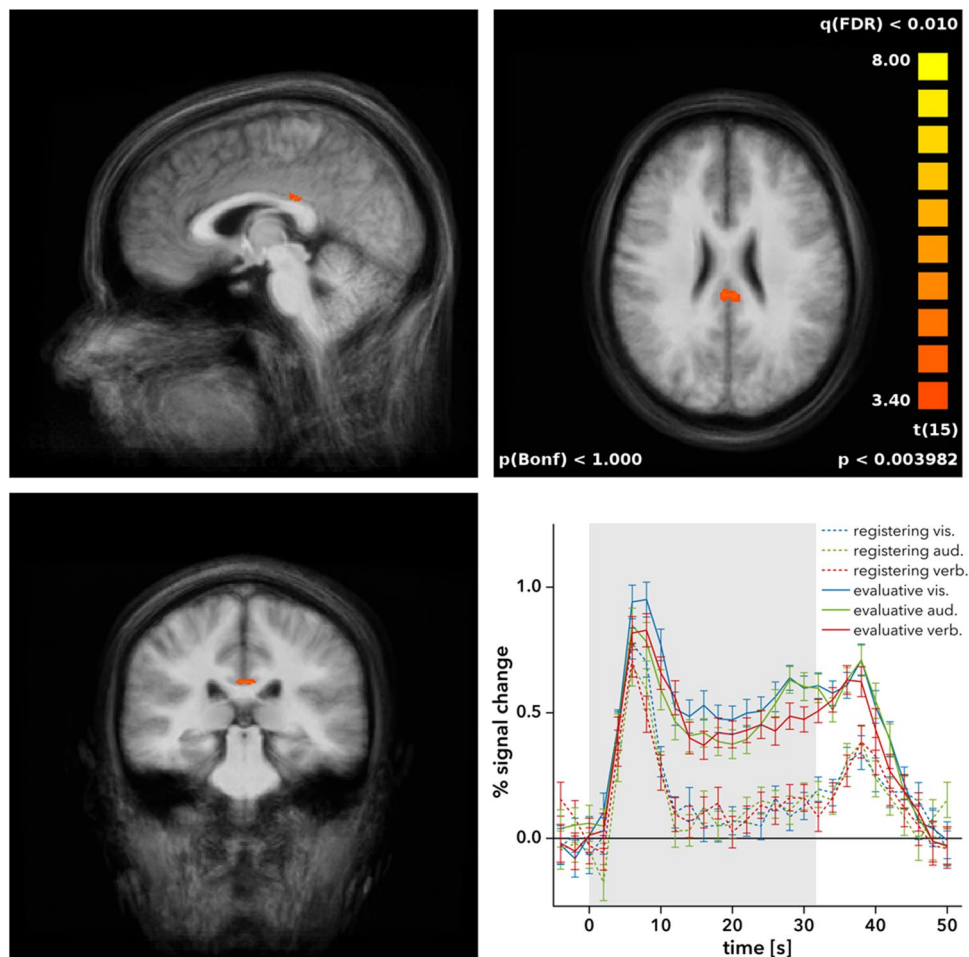 q(FDR) < 0.010
8.00
3.40
t(15)
p(Bonf) < 1.000
p < 0.003982
registering vis.
registering aud.
registering verb.
evaluative vis.
evaluative aud.
evaluative verb.
% signal change
1.0
0.5
0.0
0 10 20 30 40 50
time [s]